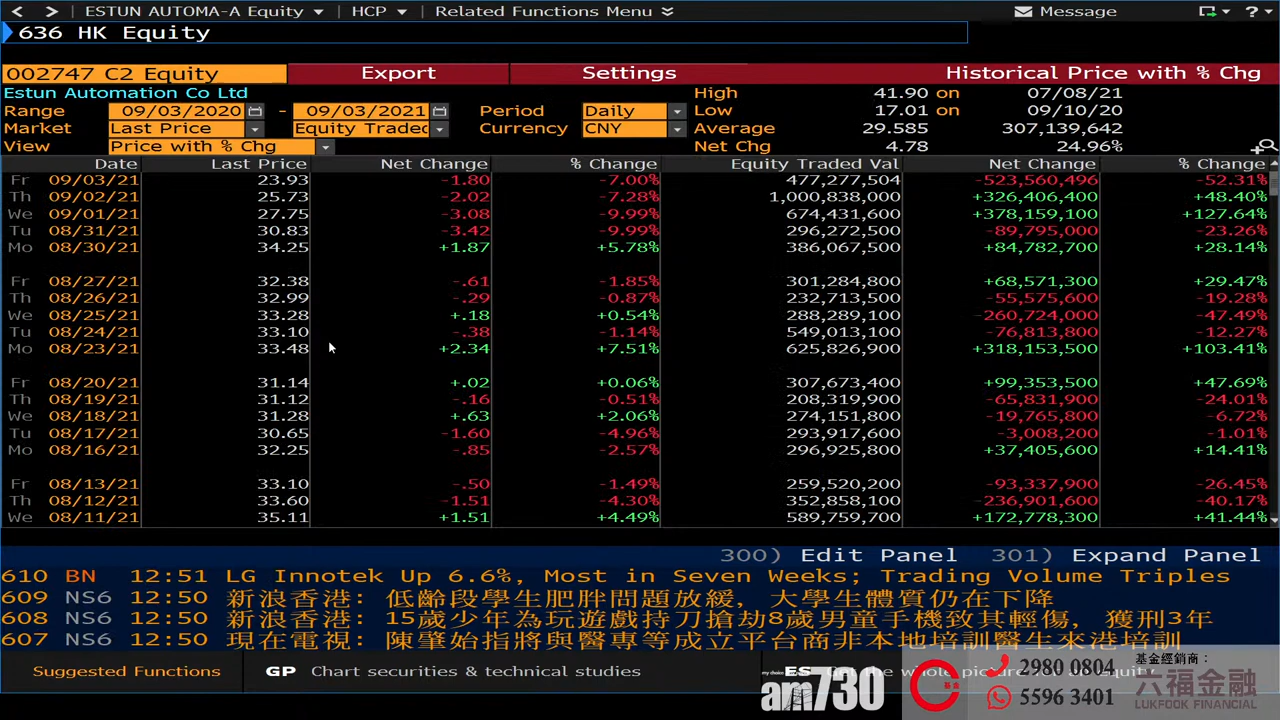 < > ESTUN AUTOMA-A Equity HCP Related Functions Menu Message ?
636 HK Equity
002747 C2 Equity Export Settings Historical Price with % Chg
Estun Automation Co Ltd High 41.90 on 07/08/21
Range 09/03/2020 - 09/03/2021 Period Daily Low 17.01 on 09/10/20
Market Last Price Equity Traded Currency CNY Average 29.585 307,139,642
View Price with % Chg Net Chg 4.78 24.96%
Date Last Price Net Change % Change Equity Traded Val Net Change % Change
Fr 09/03/21 23.93 -1.80 -7.00% 477,277,504 -523,560,496 -52.31%
Th 09/02/21 25.73 -2.02 -7.28% 1,000,838,000 +326,406,400 +48.40%
We 09/01/21 27.75 -3.08 -9.99% 674,431,600 +378,159,100 +127.64%
Tu 08/31/21 30.83 -3.42 -9.99% 296,272,500 -89,795,000 -23.26%
Mo 08/30/21 34.25 +1.87 +5.78% 386,067,500 +84,782,700 +28.14%
Fr 08/27/21 32.38 -.61 -1.85% 301,284,800 +68,571,300 +29.47%
Th 08/26/21 32.99 -.29 -0.87% 232,713,500 -55,575,600 -19.28%
We 08/25/21 33.28 +.18 +0.54% 288,289,100 -260,724,000 -47.49%
Tu 08/24/21 33.10 -.38 -1.14% 549,013,100 -76,813,800 -12.27%
Mo 08/23/21 33.48 +2.34 +7.51% 625,826,900 +318,153,500 +103.41%
Fr 08/20/21 31.14 +.02 +0.06% 307,673,400 +99,353,500 +47.69%
Th 08/19/21 31.12 -.16 -0.51% 208,319,900 -65,831,900 -24.01%
We 08/18/21 31.28 +.63 +2.06% 274,151,800 -19,765,800 -6.72%
Tu 08/17/21 30.65 -1.60 -4.96% 293,917,600 -3,008,200 -1.01%
Mo 08/16/21 32.25 -.85 -2.57% 296,925,800 +37,405,600 +14.41%
Fr 08/13/21 33.10 -.50 -1.49% 259,520,200 -93,337,900 -26.45%
Th 08/12/21 33.60 -1.51 -4.30% 352,858,100 -236,901,600 -40.17%
We 08/11/21 35.11 +1.51 +4.49% 589,759,700 +172,778,300 +41.44%
300) Edit Panel 301) Expand Panel
610 BN 12:51 LG Innotek Up 6.6%, Most in Seven Weeks; Trading Volume Triples
609 NS6 12:50 新浪香港: 低齡段學生肥胖問題放緩, 大學生體質仍在下降
608 NS6 12:50 新浪香港: 15歲少年為玩遊戲持刀搶劫8歲男童手機致其輕傷, 獲刑3年
607 NS6 12:50 現在電視: 陳肇始指將與醫專等成立平台商非本地培訓醫生來港培訓
Suggested Functions GP Chart securities & technical studies ES
my choice am730
基金
2980 0804
5596 3401
基金經銷商:
六福金融
LUKFOOK FINANCIAL